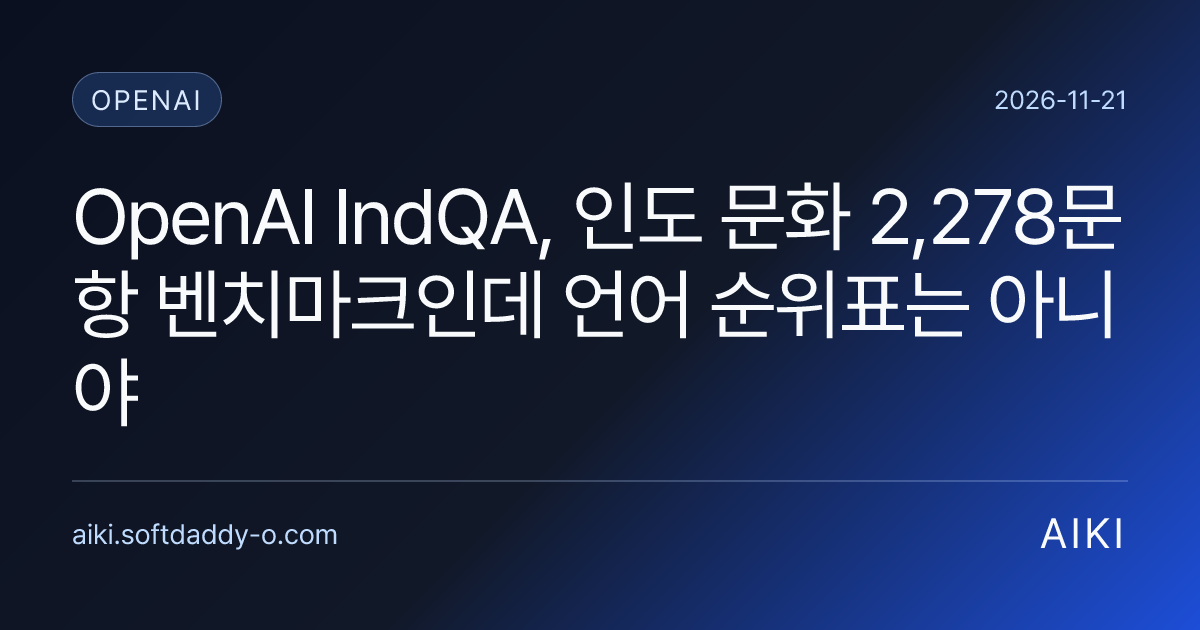 OPENAI
2026-11-21
OpenAI IndQA, 인도 문화 2,278문
항 벤치마크인데 언어 순위표는 아니
야
aiki.softdaddy-o.com
AIKI